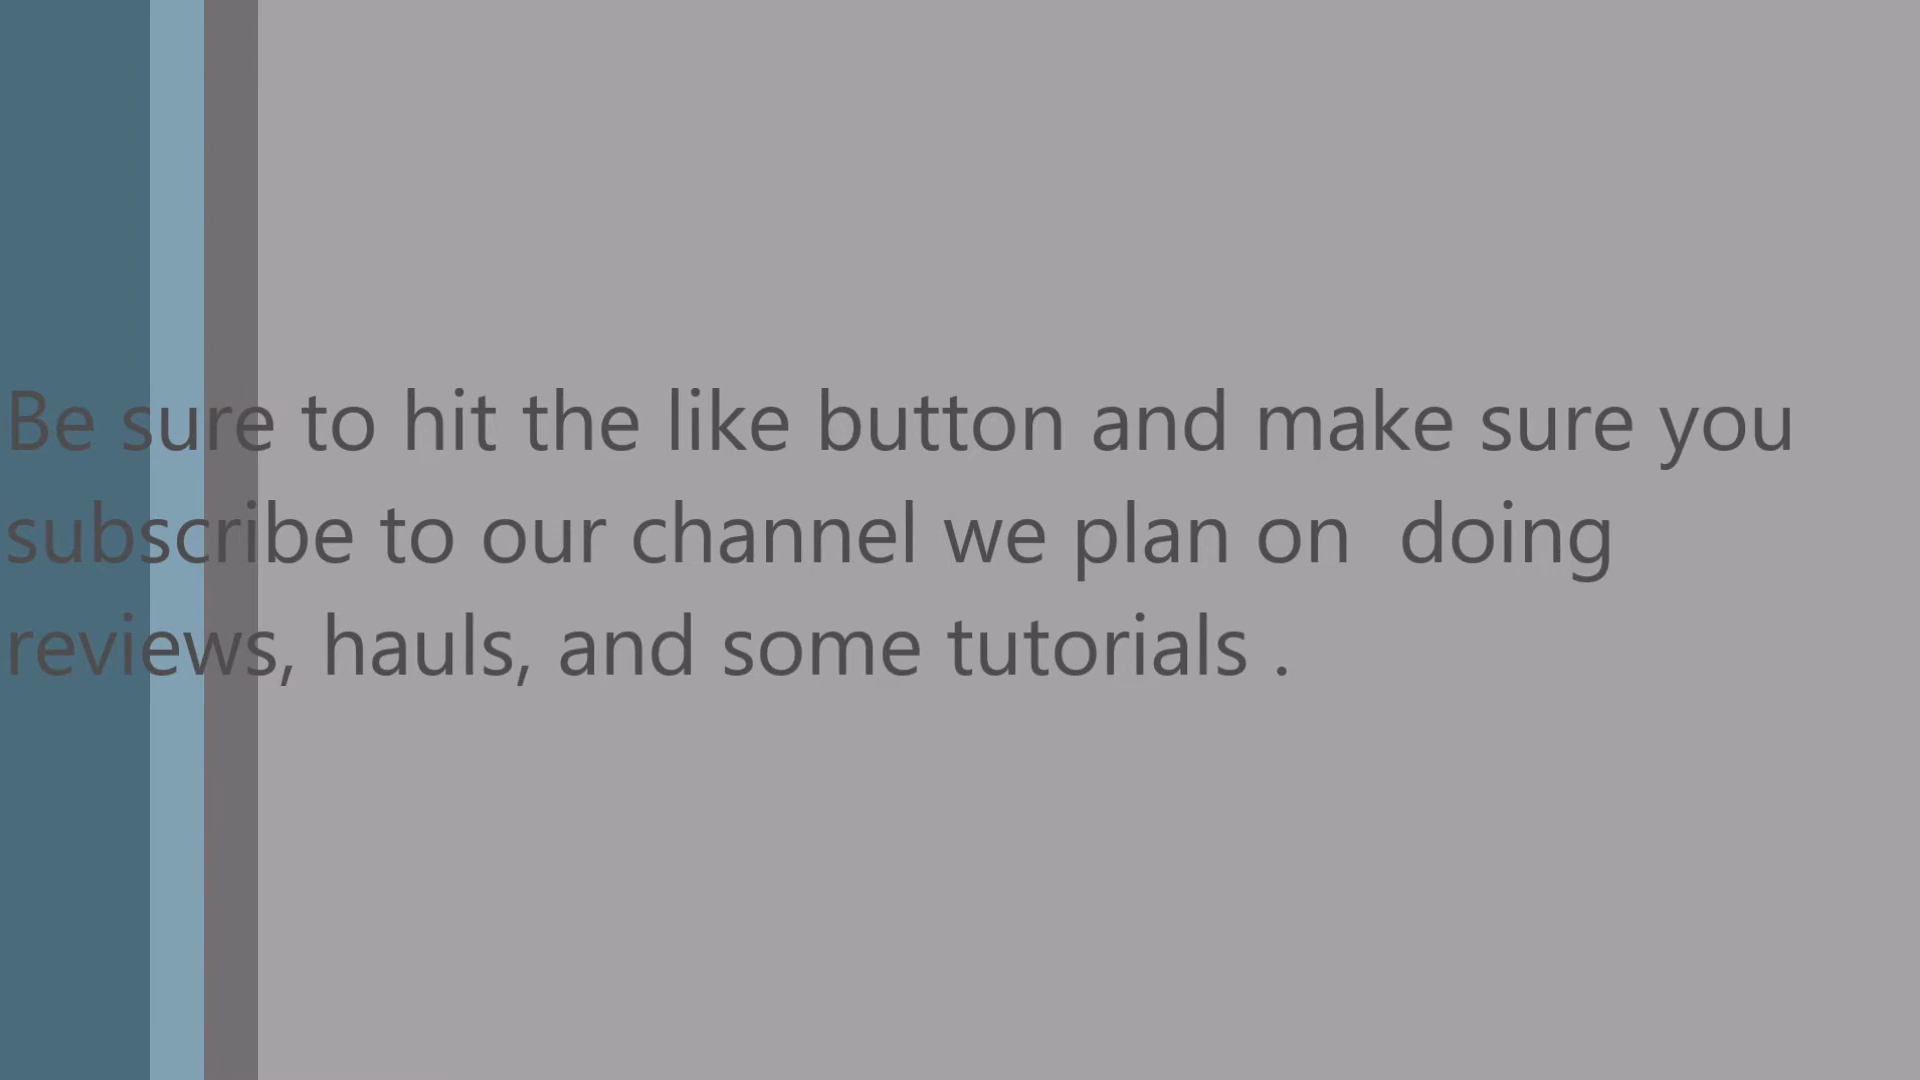 Be sure to hit the like button and make sure you
subscribe to our channel we plan on  doing
reviews, hauls, and some tutorials .